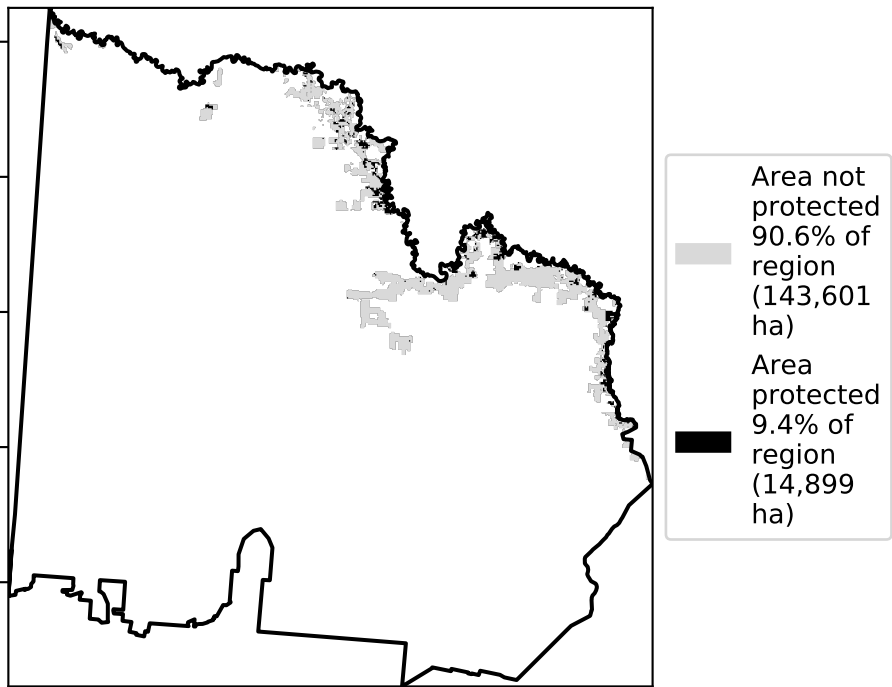 Area not
protected
90.6% of
region
(143,601
ha)
Area
protected
9.4% of
region
(14,899
ha)